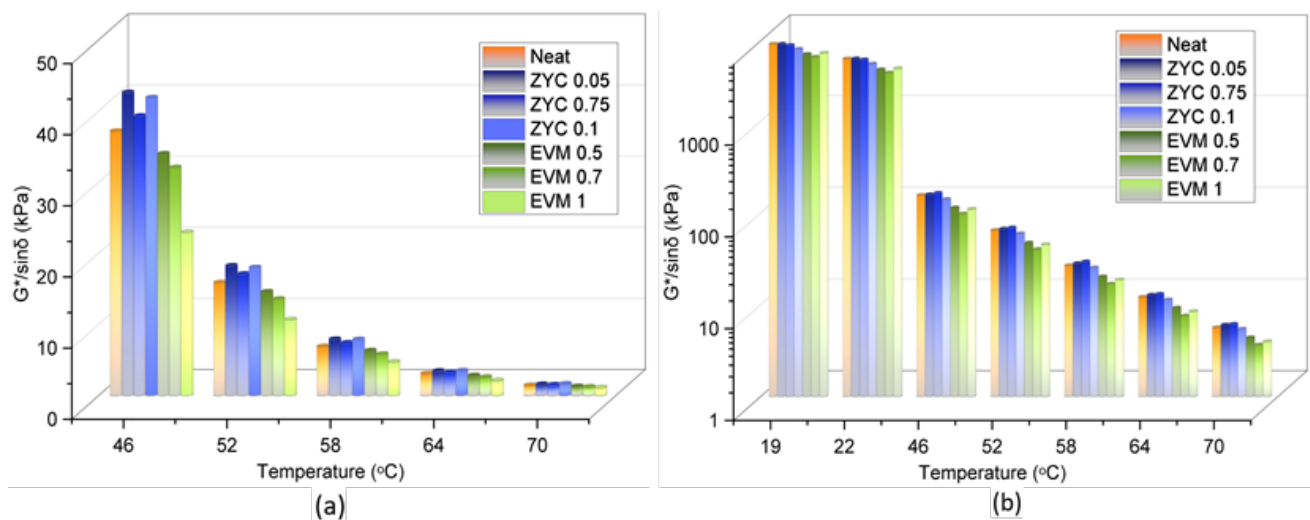 50
40
30
20
10
0
G*/sinδ (kPa)
Neat
ZYC 0.05
ZYC 0.75
ZYC 0.1
EVM 0.5
EVM 0.7
EVM 1
46 52 58 64 70
Temperature (°C)
(a)
1000
100
10
1
G*/sinδ (kPa)
Neat
ZYC 0.05
ZYC 0.75
ZYC 0.1
EVM 0.5
EVM 0.7
EVM 1
19 22 46 52 58 64 70
Temperature (°C)
(b)